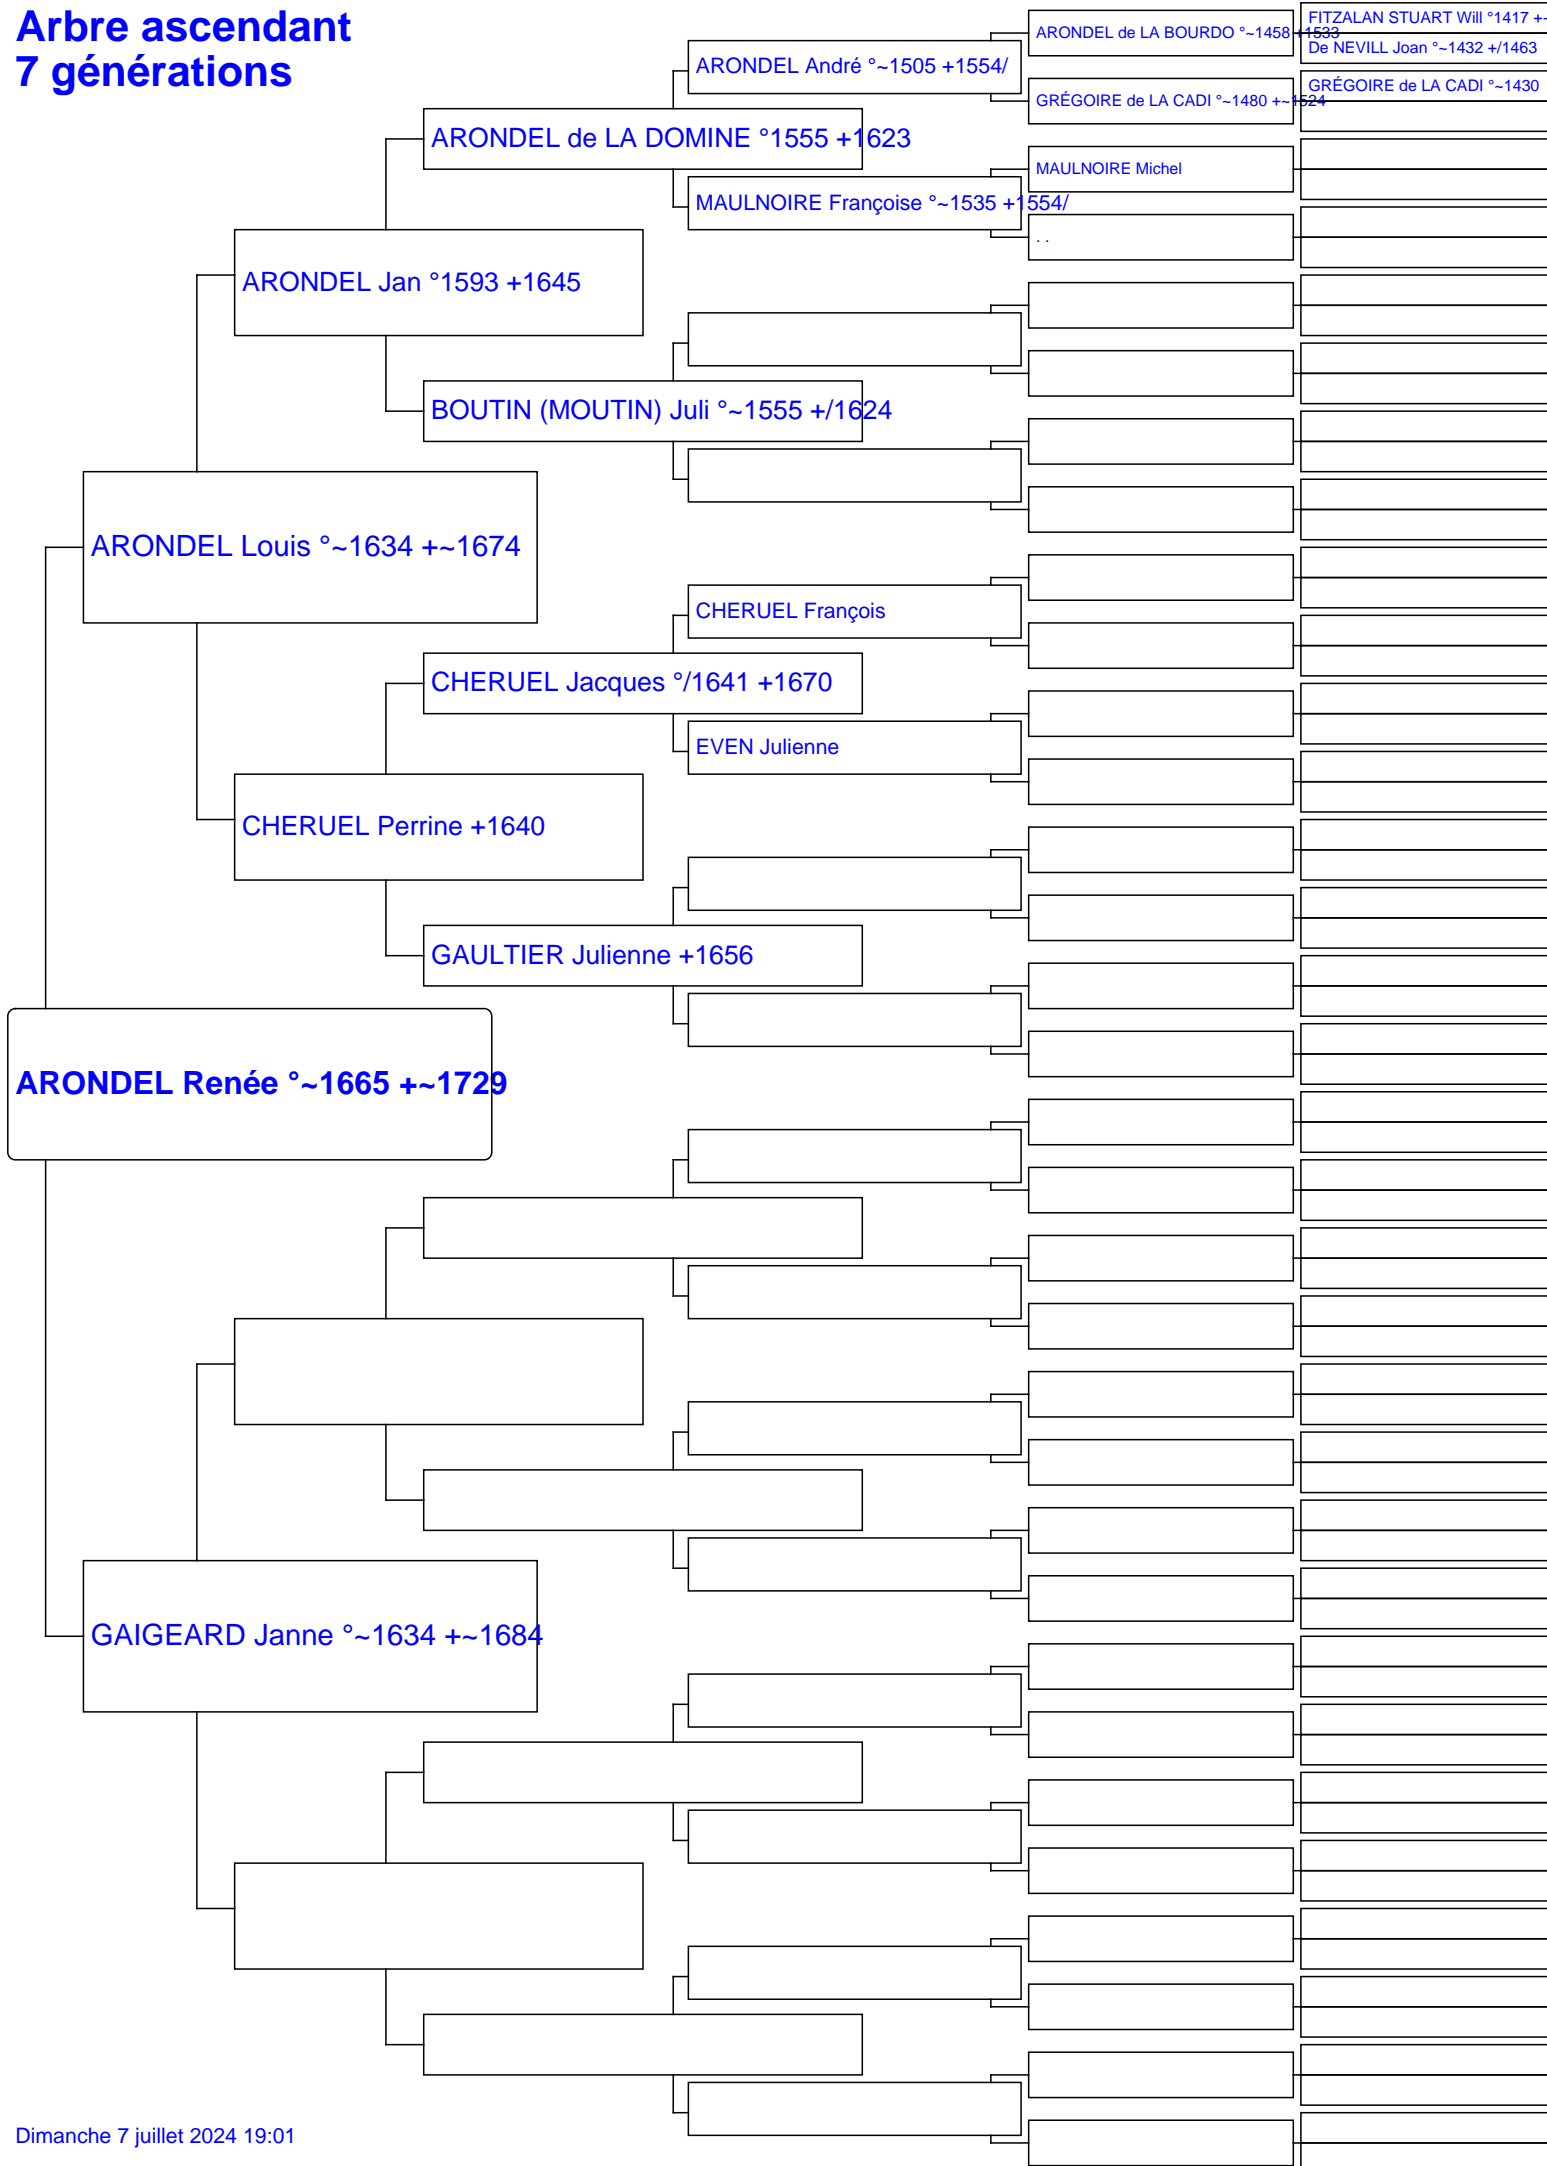 Arbre ascendant
7 générations
FITZALAN STUART Will °1417 +~
ARONDEL de LA BOURDO °~1458 +1533
De NEVILL Joan °~1432 +/1463
ARONDEL André °~1505 +1554/
GRÉGOIRE de LA CADI °~1430
GRÉGOIRE de LA CADI °~1480 +~1524
ARONDEL de LA DOMINE °1555 +1623
MAULNOIRE Michel
MAULNOIRE Françoise °~1535 +1554/
. .
ARONDEL Jan °1593 +1645
BOUTIN (MOUTIN) Juli °~1555 +/1624
ARONDEL Louis °~1634 +~1674
CHERUEL François
CHERUEL Jacques °/1641 +1670
EVEN Julienne
CHERUEL Perrine +1640
GAULTIER Julienne +1656
ARONDEL Renée °~1665 +~1729
GAIGEARD Janne °~1634 +~1684
Dimanche 7 juillet 2024 19:01